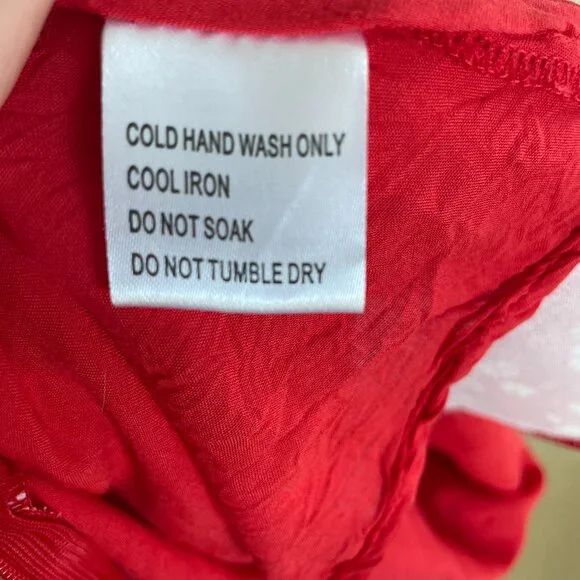 COLD HAND WASH ONLY
COOL IRON
DO NOT SOAK
DO NOT TUMBLE DRY